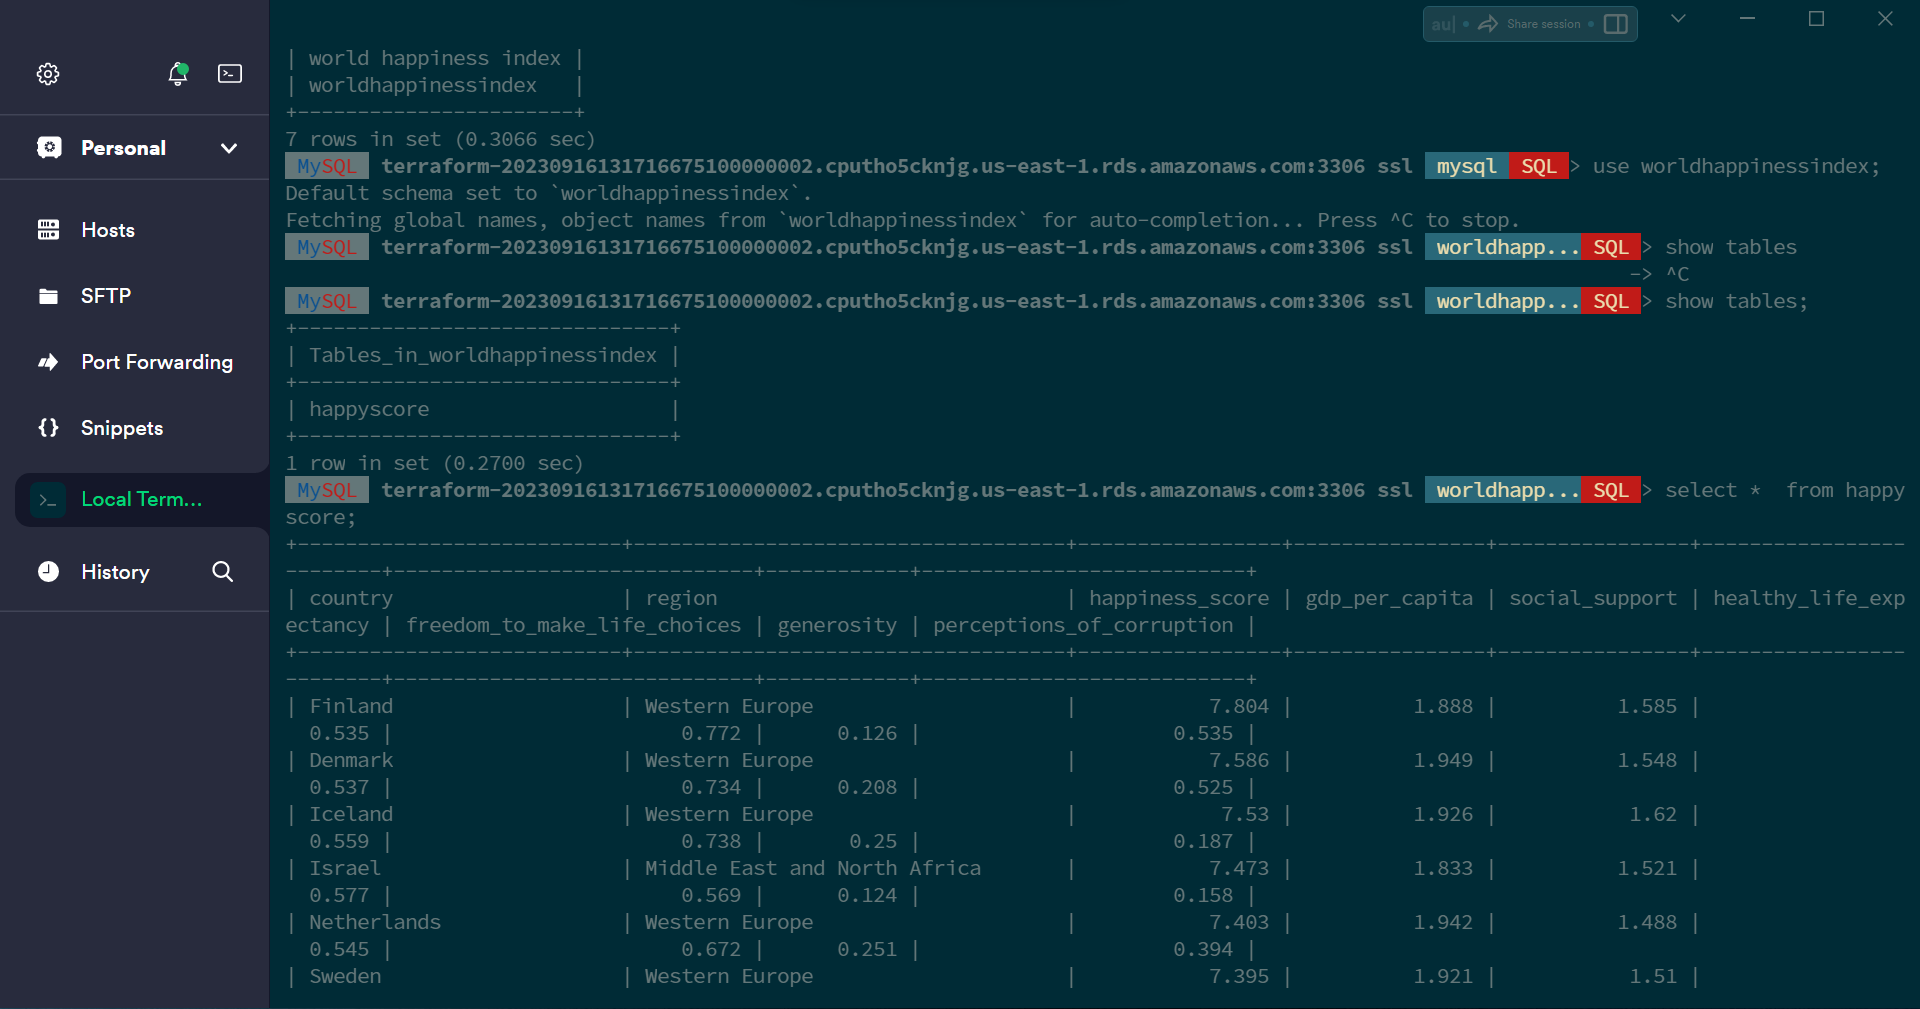 au| • Share session •
Personal
Hosts
SFTP
Port Forwarding
Snippets
Local Term...
History
| world happiness index |
| worldhappinessindex   |
+-----------------------+
7 rows in set (0.3066 sec)
MySQL terraform-20230916131716675100000002.cputho5cknjg.us-east-1.rds.amazonaws.com:3306 ssl mysql SQL > use worldhappinessindex;
Default schema set to `worldhappinessindex`.
Fetching global names, object names from `worldhappinessindex` for auto-completion... Press ^C to stop.
MySQL terraform-20230916131716675100000002.cputho5cknjg.us-east-1.rds.amazonaws.com:3306 ssl worldhapp... SQL > show tables
-> ^C
MySQL terraform-20230916131716675100000002.cputho5cknjg.us-east-1.rds.amazonaws.com:3306 ssl worldhapp... SQL > show tables;
+-------------------------------+
| Tables_in_worldhappinessindex |
+-------------------------------+
| happyscore                    |
+-------------------------------+
1 row in set (0.2700 sec)
MySQL terraform-20230916131716675100000002.cputho5cknjg.us-east-1.rds.amazonaws.com:3306 ssl worldhapp... SQL > select *  from happy
score;
+---------------------------+------------------------------------+-----------------+----------------+----------------+-----------------
--------+------------------------------+------------+---------------------------+
| country                   | region                             | happiness_score | gdp_per_capita | social_support | healthy_life_exp
ectancy | freedom_to_make_life_choices | generosity | perceptions_of_corruption |
+---------------------------+------------------------------------+-----------------+----------------+----------------+-----------------
--------+------------------------------+------------+---------------------------+
| Finland                   | Western Europe                     |           7.804 |          1.888 |          1.585 |
  0.535 |                        0.772 |      0.126 |                     0.535 |
| Denmark                   | Western Europe                     |           7.586 |          1.949 |          1.548 |
  0.537 |                        0.734 |      0.208 |                     0.525 |
| Iceland                   | Western Europe                     |            7.53 |          1.926 |           1.62 |
  0.559 |                        0.738 |       0.25 |                     0.187 |
| Israel                    | Middle East and North Africa       |           7.473 |          1.833 |          1.521 |
  0.577 |                        0.569 |      0.124 |                     0.158 |
| Netherlands               | Western Europe                     |           7.403 |          1.942 |          1.488 |
  0.545 |                        0.672 |      0.251 |                     0.394 |
| Sweden                    | Western Europe                     |           7.395 |          1.921 |           1.51 |